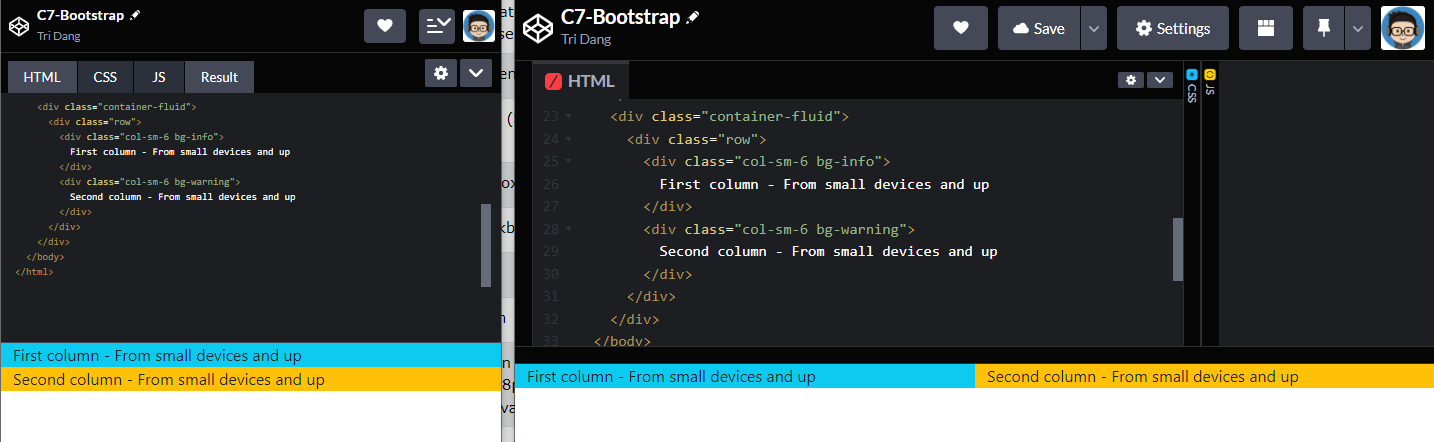 C7-Bootstrap
Tri Dang
HTML
CSS
JS
Result
<div class="container-fluid">
<div class="row">
<div class="col-sm-6 bg-info">
First column - From small devices and up
</div>
<div class="col-sm-6 bg-warning">
Second column - From small devices and up
</div>
</div>
</div>
</body>
</html>
First column - From small devices and up
Second column - From small devices and up
C7-Bootstrap
Tri Dang
Save
Settings
HTML
CSS
JS
23 <div class="container-fluid">
24 <div class="row">
25 <div class="col-sm-6 bg-info">
26 First column - From small devices and up
27 </div>
28 <div class="col-sm-6 bg-warning">
29 Second column - From small devices and up
30 </div>
31 </div>
32 </div>
33 </body>
First column - From small devices and up
Second column - From small devices and up